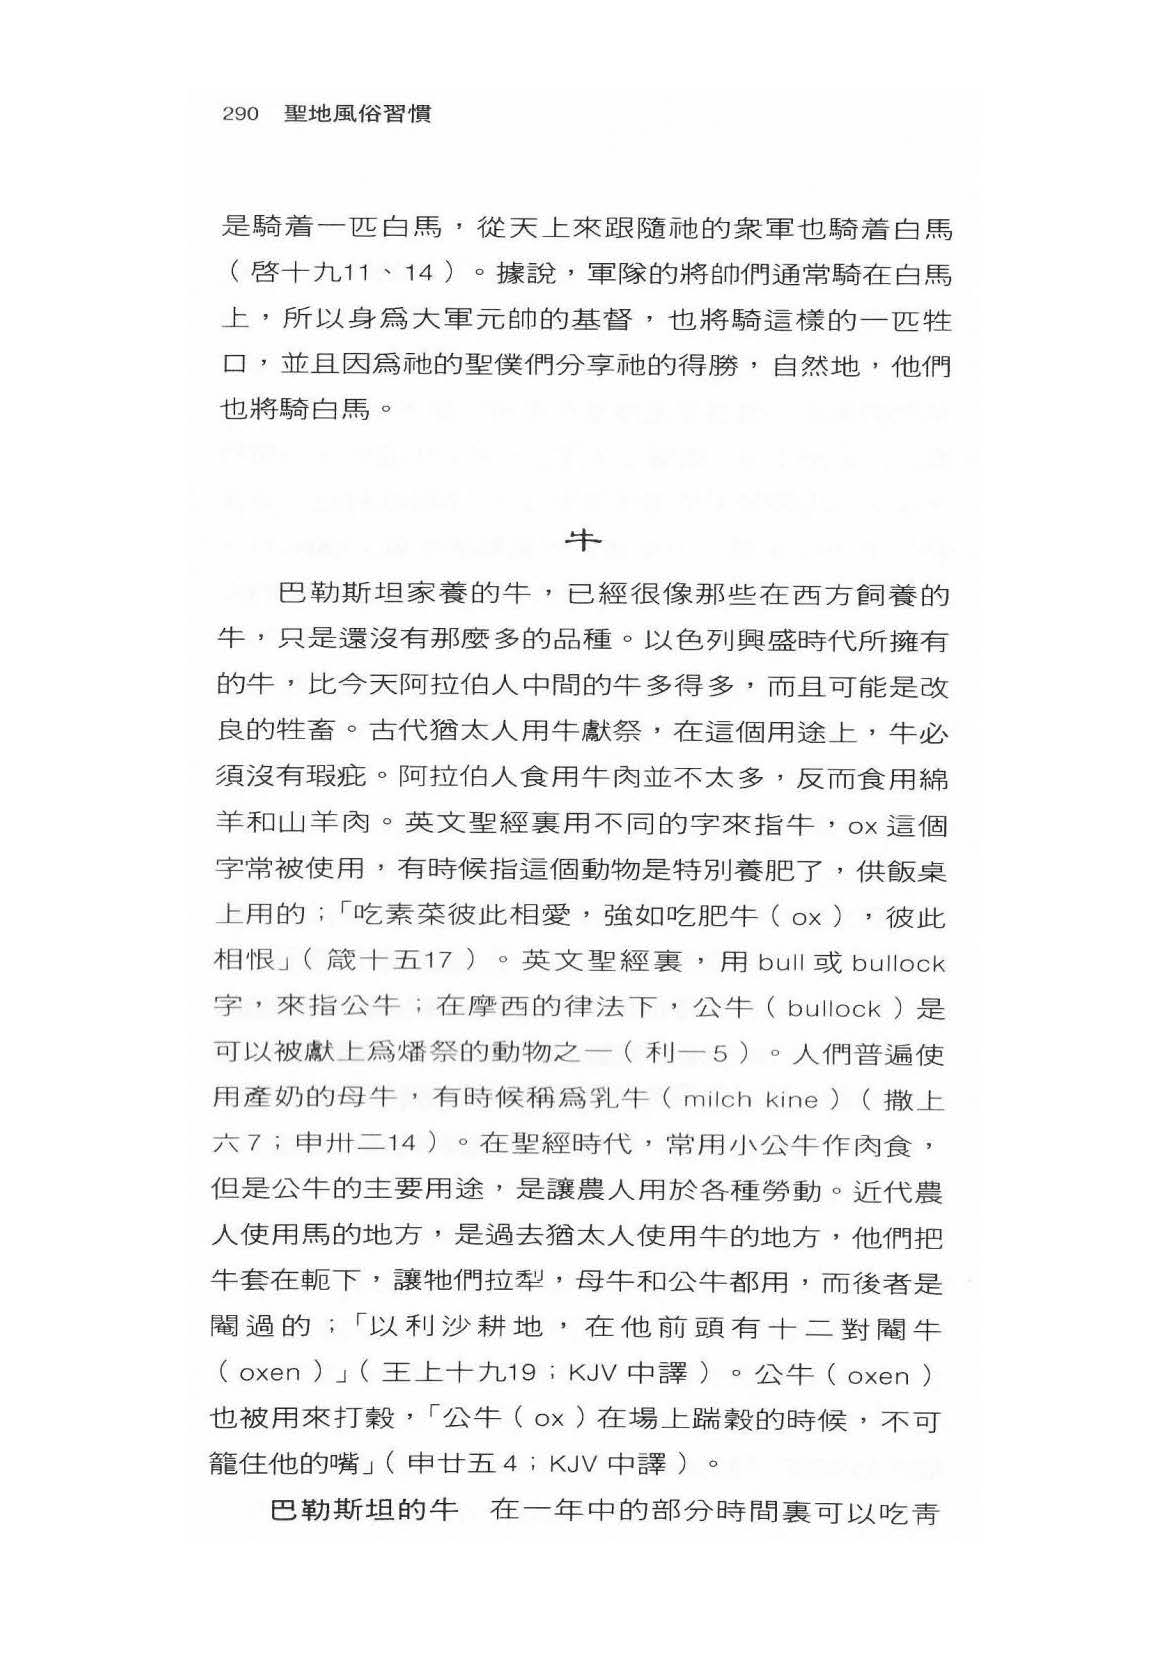 290 聖地風俗習慣
是騎着一匹白馬，從天上來跟隨祂的衆軍也騎着白馬
（啓十九11、14）。據說，軍隊的將帥們通常騎在白馬
上，所以身爲大軍元帥的基督，也將騎這樣的一匹牲
口，並且因爲祂的聖僕們分享祂的得勝，自然地，他們
也將騎白馬。
牛
巴勒斯坦家養的牛，已經很像那些在西方飼養的
牛，只是還沒有那麼多的品種。以色列興盛時代所擁有
的牛，比今天阿拉伯人中間的牛多得多，而且可能是改
良的牲畜。古代猶太人用牛獻祭，在這個用途上，牛必
須沒有瑕疵。阿拉伯人食用牛肉並不太多，反而食用綿
羊和山羊肉。英文聖經裏用不同的字來指牛，ox 這個
字常被使用，有時候指這個動物是特別養肥了，供飯桌
上用的；「吃素菜彼此相愛，強如吃肥牛（ox），彼此
相恨」（箴十五17）。英文聖經裏，用 bull 或 bullock
字，來指公牛；在摩西的律法下，公牛（bullock）是
可以被獻上爲燔祭的動物之一（利一5）。人們普遍使
用產奶的母牛，有時候稱爲乳牛（milch kine）（撒上
六7；申卅二14）。在聖經時代，常用小公牛作肉食，
但是公牛的主要用途，是讓農人用於各種勞動。近代農
人使用馬的地方，是過去猶太人使用牛的地方，他們把
牛套在軛下，讓牠們拉犁，母牛和公牛都用，而後者是
閹過的；「以利沙耕地，在他前頭有十二對閹牛
（oxen）」（王上十九19；KJV 中譯）。公牛（oxen）
也被用來打穀，「公牛（ox）在場上踹穀的時候，不可
籠住他的嘴」（申廿五4；KJV 中譯）。
巴勒斯坦的牛　在一年中的部分時間裏可以吃靑